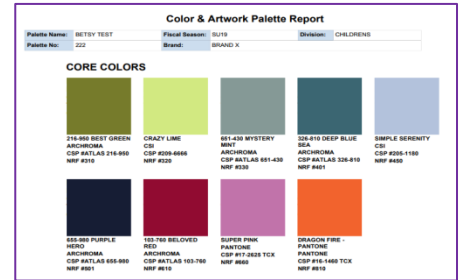 Color & Artwork Palette Report
Palette Name: BETSY TEST Fiscal Season: SU19 Division: CHILDRENS
Palette No: 222 Brand: BRAND X
CORE COLORS
216-950 BEST GREEN
ARCHROMA
CSP #ATLAS 216-950
NRF #310
CRAZY LIME
CSI
CSP #209-6666
NRF #320
651-430 MYSTERY
MINT
ARCHROMA
CSP #ATLAS 651-430
NRF #330
326-810 DEEP BLUE
SEA
ARCHROMA
CSP #ATLAS 326-810
NRF #401
SIMPLE SERENITY
CSI
CSP #205-1180
NRF #450
655-980 PURPLE
HERO
ARCHROMA
CSP #ATLAS 655-980
NRF #501
103-760 BELOVED
RED
ARCHROMA
CSP #ATLAS 103-760
NRF #610
SUPER PINK
PANTONE
CSP #17-2625 TCX
NRF #660
DRAGON FIRE -
PANTONE
CSP #16-1460 TCX
NRF #810